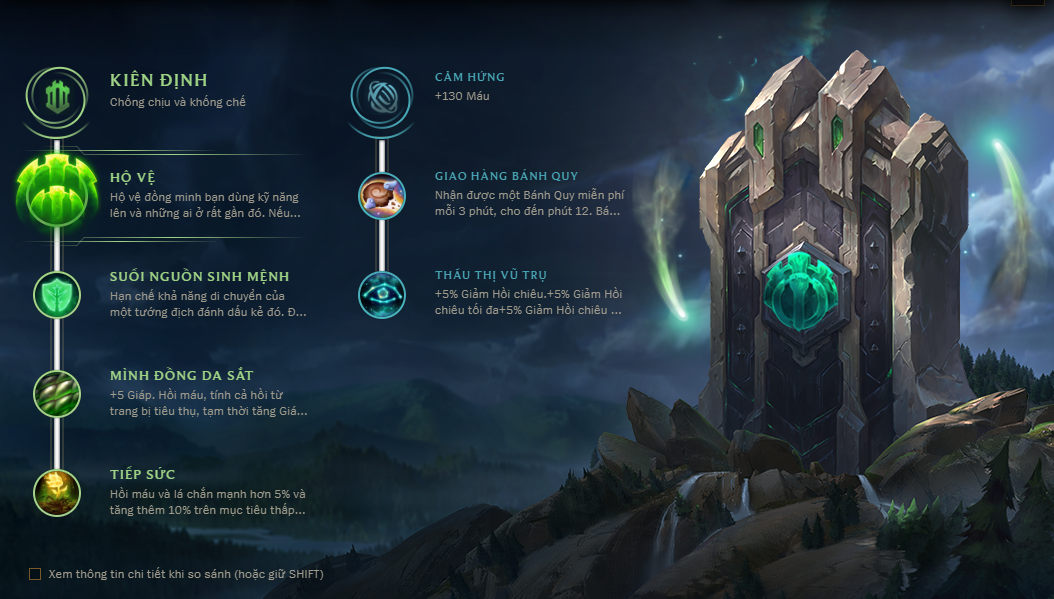 KIÊN ĐỊNH
Chống chịu và khống chế
HỘ VỆ
Hộ vệ đồng minh bạn dùng kỹ năng
lên và những ai ở rất gần đó. Nếu...
SUỐI NGUỒN SINH MỆNH
Hạn chế khả năng di chuyển của
một tướng địch đánh dấu kẻ đó. Đ...
MÌNH ĐỒNG DA SẮT
+5 Giáp. Hồi máu, tính cả hồi từ
trang bị tiêu thụ, tạm thời tăng Giá...
TIẾP SỨC
Hồi máu và lá chắn mạnh hơn 5% và
tăng thêm 10% trên mục tiêu thấp...
CẢM HỨNG
+130 Máu
GIAO HÀNG BÁNH QUY
Nhận được một Bánh Quy miễn phí
mỗi 3 phút, cho đến phút 12. Bá...
THẤU THỊ VŨ TRỤ
+5% Giảm Hồi chiêu.+5% Giảm Hồi
chiêu tối đa+5% Giảm Hồi chiêu ...
Xem thông tin chi tiết khi so sánh (hoặc giữ SHIFT)